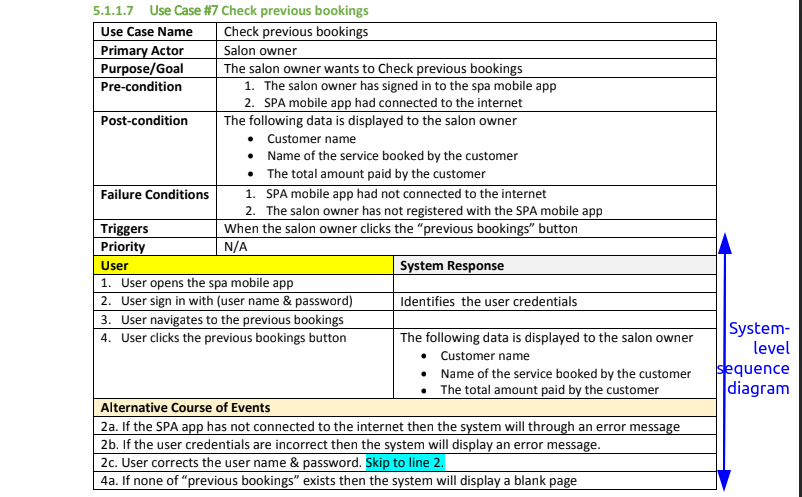 5.1.1.7 Use Case #7 Check previous bookings
Use Case Name Check previous bookings
Primary Actor Salon owner
Purpose/Goal The salon owner wants to Check previous bookings
Pre-condition 1. The salon owner has signed in to the spa mobile app
2. SPA mobile app had connected to the internet
Post-condition The following data is displayed to the salon owner
• Customer name
• Name of the service booked by the customer
• The total amount paid by the customer
Failure Conditions 1. SPA mobile app had not connected to the internet
2. The salon owner has not registered with the SPA mobile app
Triggers When the salon owner clicks the “previous bookings” button
Priority N/A
User System Response
1. User opens the spa mobile app
2. User sign in with (user name & password) Identifies the user credentials
3. User navigates to the previous bookings
4. User clicks the previous bookings button The following data is displayed to the salon owner
• Customer name
• Name of the service booked by the customer
• The total amount paid by the customer
Alternative Course of Events
2a. If the SPA app has not connected to the internet then the system will through an error message
2b. If the user credentials are incorrect then the system will display an error message.
2c. User corrects the user name & password. Skip to line 2.
4a. If none of “previous bookings” exists then the system will display a blank page
System-
level
sequence
diagram